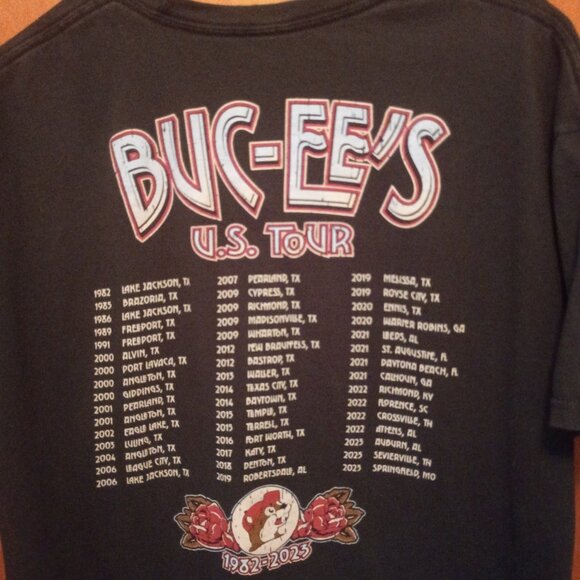 BUC-EE'S
U.S. TOUR
1982 LAKE JACKSON, TX
1985 BRAZORIA, TX
1986 LAKE JACKSON, TX
1989 FREEPORT, TX
1991 FREEPORT, TX
2000 ALVIN, TX
2000 PORT LAVACA, TX
2000 ANGLETON, TX
2000 GIDDINGS, TX
2001 PEARLAND, TX
2001 ANGLETON, TX
2002 EAGLE LAKE, TX
2003 LULING, TX
2004 ANGLETON, TX
2006 LEAGUE CITY, TX
2006 LAKE JACKSON, TX
2007 PEARLAND, TX
2009 CYPRESS, TX
2009 RICHMOND, TX
2009 MADISONVILLE, TX
2009 WHARTON, TX
2012 NEW BRAUNFELS, TX
2012 BASTROP, TX
2013 WALLER, TX
2014 TEXAS CITY, TX
2014 BAYTOWN, TX
2015 TEMPLE, TX
2015 TERRELL, TX
2016 FORT WORTH, TX
2017 KATY, TX
2018 DENTON, TX
2019 ROBERTSDALE, AL
2019 MELISSA, TX
2019 ROYSE CITY, TX
2020 ENNIS, TX
2020 WARNER ROBINS, GA
2021 LEEDS, AL
2021 ST. AUGUSTINE, FL
2021 DAYTONA BEACH, FL
2021 CALHOUN, GA
2022 RICHMOND, KY
2022 FLORENCE, SC
2022 CROSSVILLE, TN
2022 ATHENS, AL
2023 AUBURN, AL
2023 SEVIERVILLE, TN
2023 SPRINGFIELD, MO
1982-2023